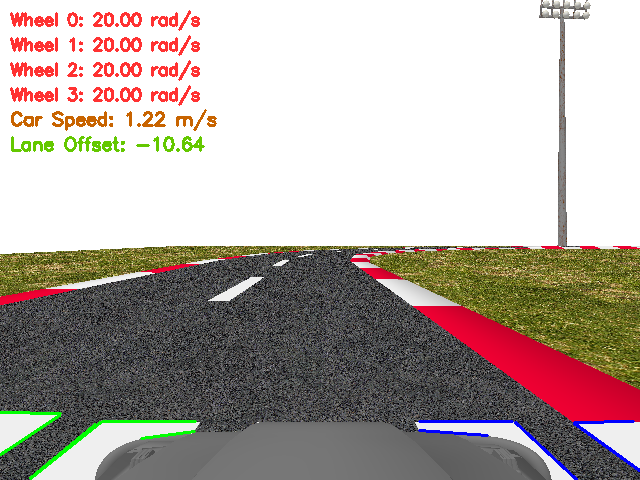 Wheel 0: 20.00 rad/s
Wheel 1: 20.00 rad/s
Wheel 2: 20.00 rad/s
Wheel 3: 20.00 rad/s
Car Speed: 1.22 m/s
Lane Offset: -10.64